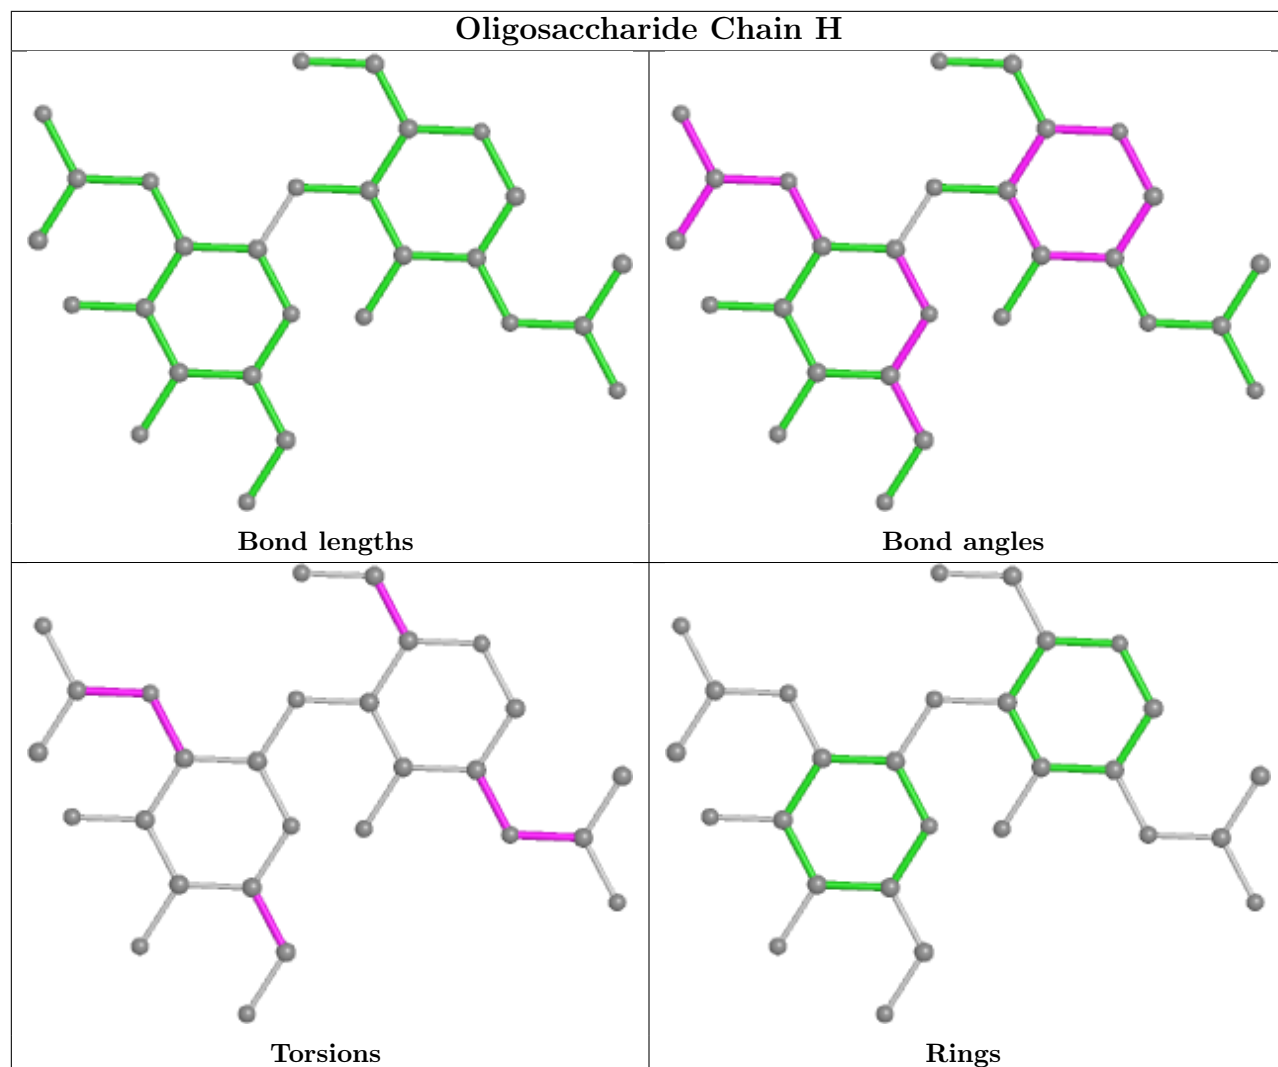 Oligosaccharide Chain H
Bond lengths
Bond angles
Torsions
Rings